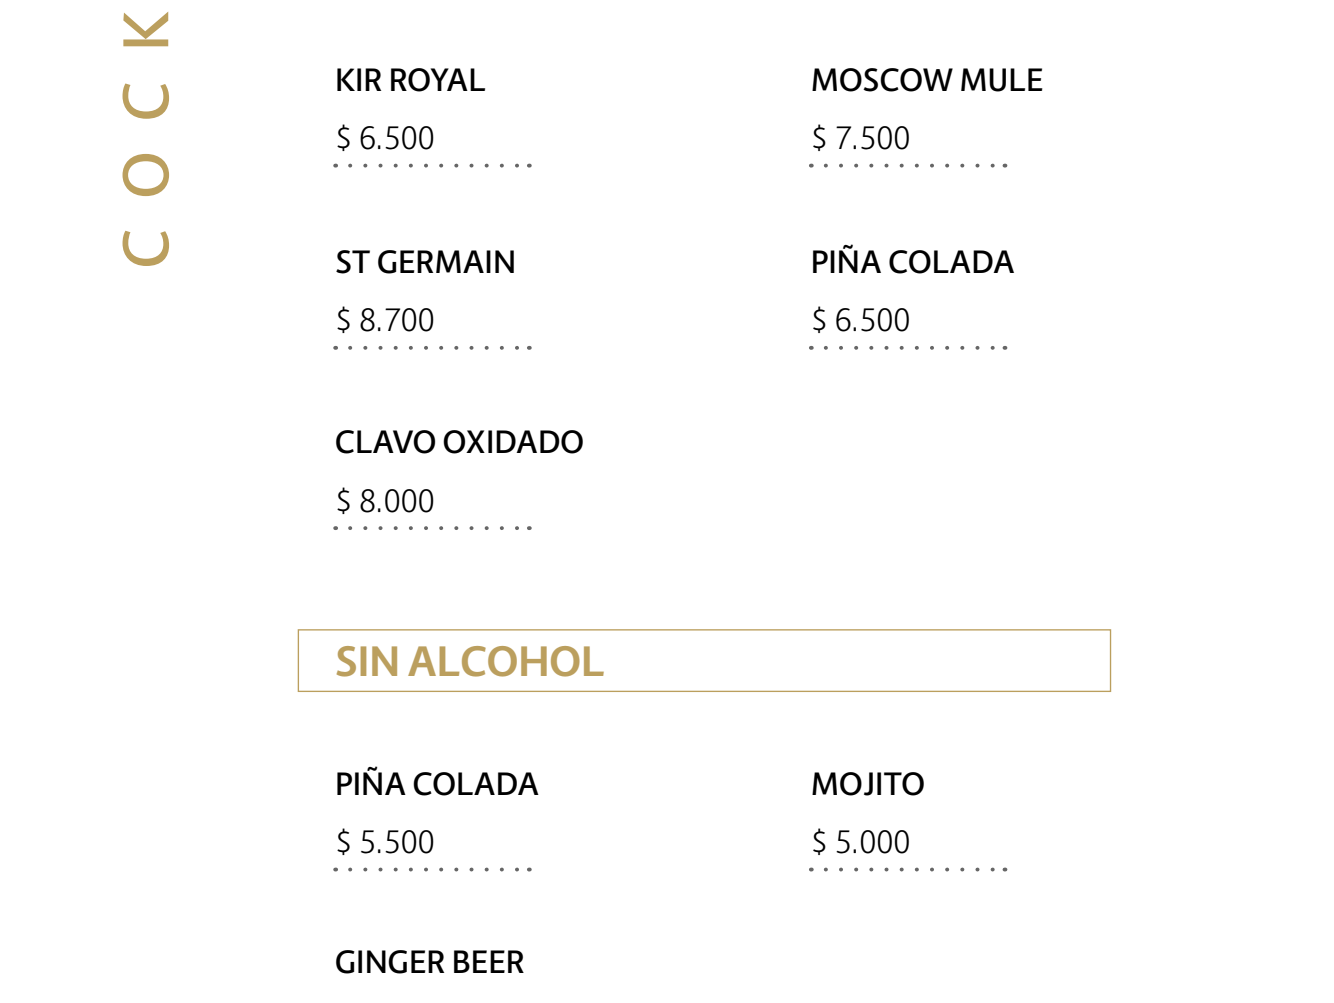 COCK
KIR ROYAL
$ 6.500
MOSCOW MULE
$ 7.500
ST GERMAIN
$ 8.700
PIÑA COLADA
$ 6.500
CLAVO OXIDADO
$ 8.000
SIN ALCOHOL
PIÑA COLADA
$ 5.500
MOJITO
$ 5.000
GINGER BEER